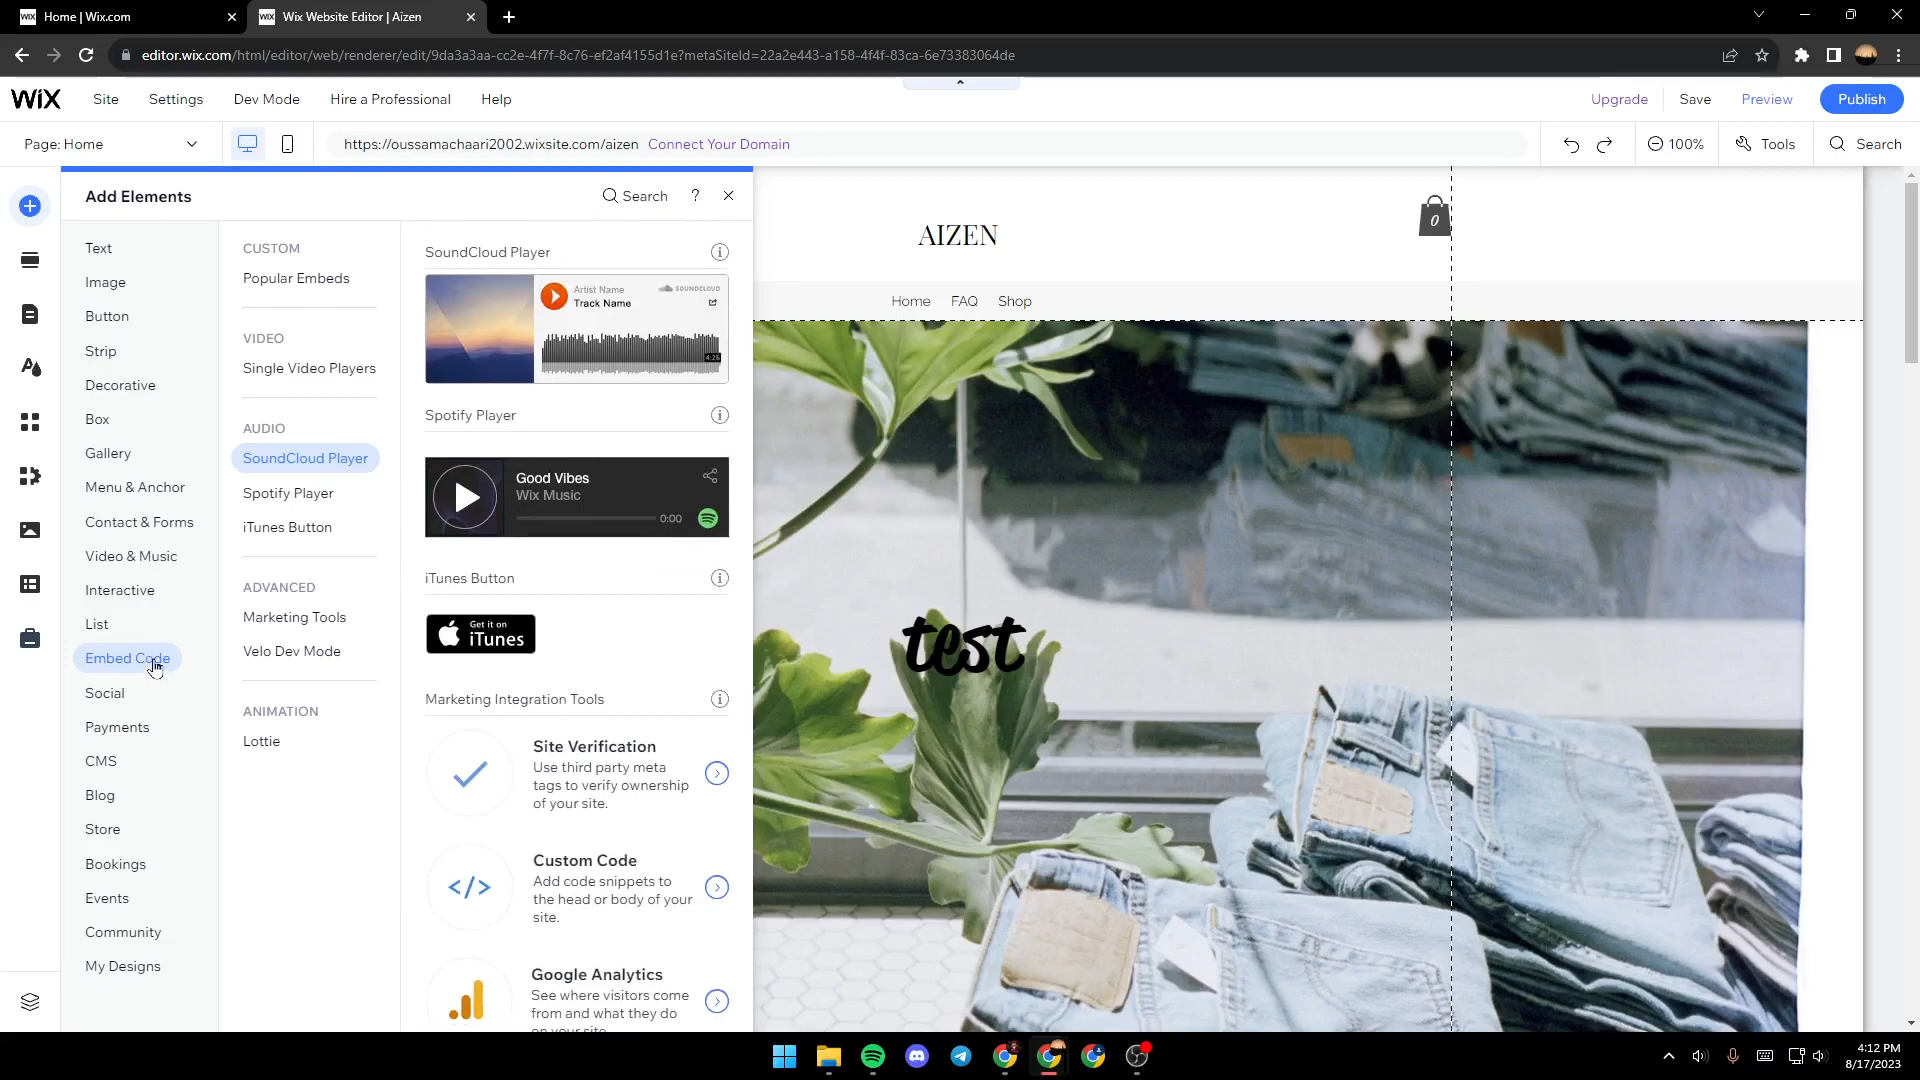 Home | Wix.com
Wix Website Editor | Aizen
editor.wix.com/html/editor/web/renderer/edit/9da3a3aa-cc2e-4f7f-8c76-ef2af4155d1e?metaSiteId=22a2e443-a158-4f4f-83ca-6e73383064de
WiX
Site
Settings
Dev Mode
Hire a Professional
Help
Upgrade
Save
Preview
Publish
Page: Home
https://oussamachaari2002.wixsite.com/aizen Connect Your Domain
100%
Tools
Search
Add Elements
Search
?
Text
Image
Button
Strip
Decorative
Box
Gallery
Menu & Anchor
Contact & Forms
Video & Music
Interactive
List
Embed Code
Social
Payments
CMS
Blog
Store
Bookings
Events
Community
My Designs
CUSTOM
Popular Embeds
VIDEO
Single Video Players
AUDIO
SoundCloud Player
Spotify Player
iTunes Button
ADVANCED
Marketing Tools
Velo Dev Mode
ANIMATION
Lottie
SoundCloud Player
Artist Name
SOUNDCLOUD
Track Name
4:26
Spotify Player
Good Vibes
Wix Music
0:00
iTunes Button
Get it on
iTunes
Marketing Integration Tools
Site Verification
Use third party meta
tags to verify ownership
of your site.
Custom Code
Add code snippets to
the head or body of your
site.
Google Analytics
See where visitors come
from and what they do
on your site
AIZEN
0
Home
FAQ
Shop
test
4:12 PM
8/17/2023